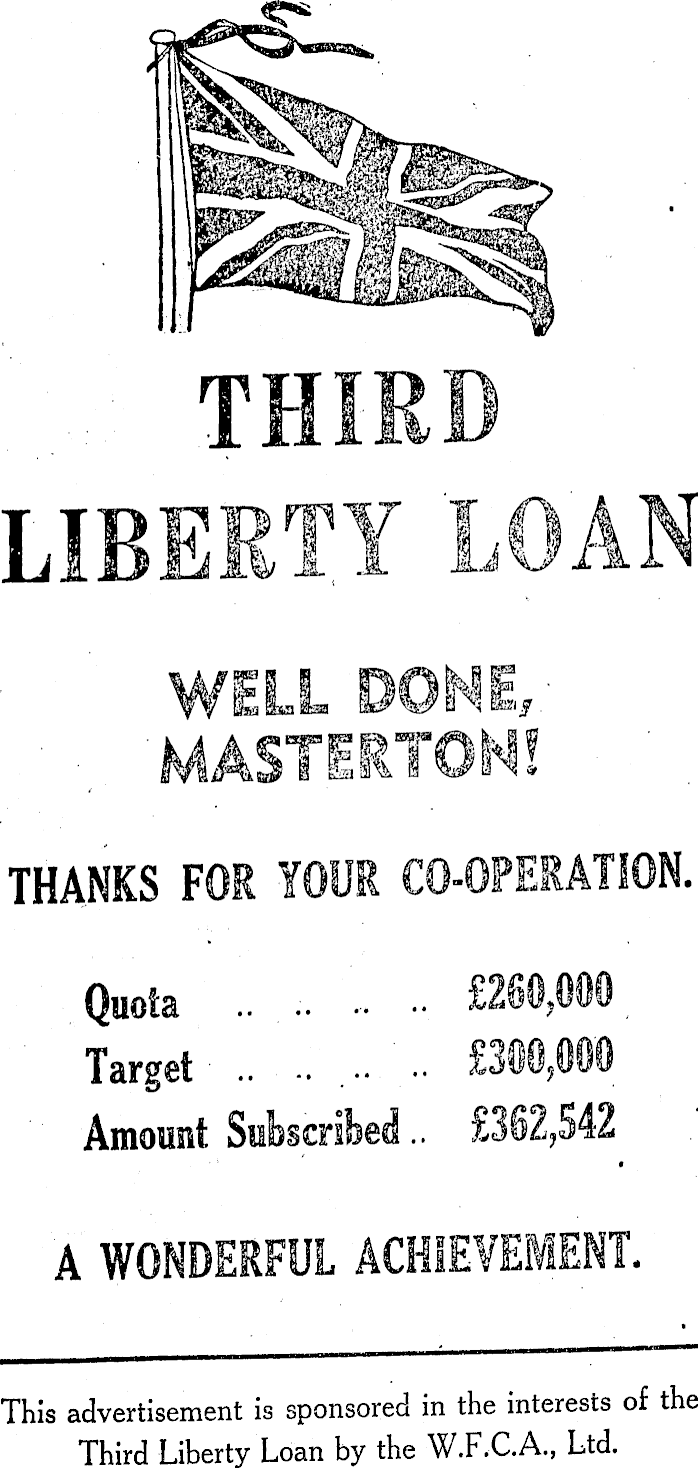 THIRD
LIBERTY LOAN
WELL DONE,
MASTERTON!
THANKS FOR YOUR CO-OPERATION.
Quota .. .. .. .. £260,000
Target .. .. .. .. £300,000
Amount Subscribed .. £362,542
A WONDERFUL ACHIEVEMENT.
This advertisement is sponsored in the interests of the
Third Liberty Loan by the W.F.C.A., Ltd.